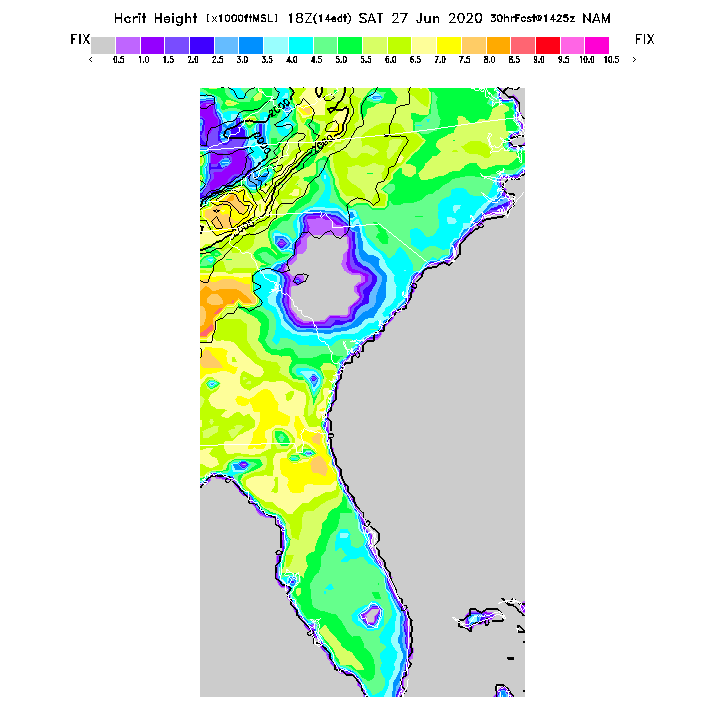 Hcrit Height [x1000ftMSL] 18Z(14edt) SAT 27 Jun 2020 30hrFcst@1425z NAM
FIX FIX
< 0.5 1.0 1.5 2.0 2.5 3.0 3.5 4.0 4.5 5.0 5.5 6.0 6.5 7.0 7.5 8.0 8.5 9.0 9.5 10.0 10.5 >
2000